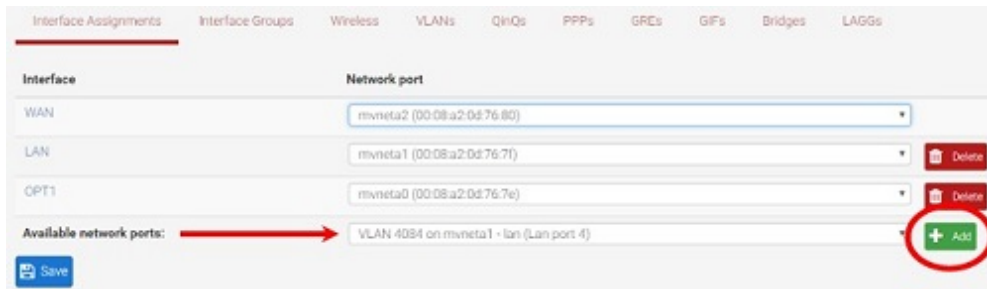 Interface Assignments Interface Groups Wireless VLANs QinQs PPPs GREs GIFs Bridges LAGGs
Interface Network port
WAN mvneta2 (00:08:a2:0d:76:80)
LAN mvneta1 (00:08:a2:0d:76:7f) Delete
OPT1 mvneta0 (00:08:a2:0d:76:7e) Delete
Available network ports: VLAN 4084 on mvneta1 - lan (Lan port 4) Add
Save